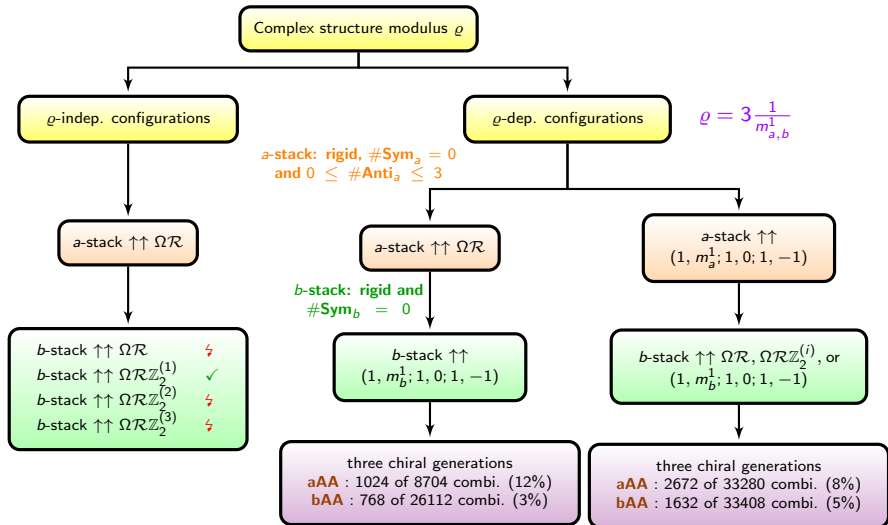 Complex structure modulus ϱ
ϱ-indep. configurations
ϱ-dep. configurations
ϱ = 3 1/m¹_{a,b}
a-stack: rigid, #Sym_a = 0
and 0 ≤ #Anti_a ≤ 3
a-stack ↑↑ ΩR
a-stack ↑↑ ΩR
a-stack ↑↑
(1, m¹_a; 1, 0; 1, −1)
b-stack: rigid and
#Sym_b = 0
b-stack ↑↑ ΩR ↯
b-stack ↑↑ ΩRℤ₂⁽¹⁾ ✓
b-stack ↑↑ ΩRℤ₂⁽²⁾ ↯
b-stack ↑↑ ΩRℤ₂⁽³⁾ ↯
b-stack ↑↑
(1, m¹_b; 1, 0; 1, −1)
b-stack ↑↑ ΩR, ΩRℤ₂⁽ⁱ⁾, or
(1, m¹_b; 1, 0; 1, −1)
three chiral generations
aAA : 1024 of 8704 combi. (12%)
bAA : 768 of 26112 combi. (3%)
three chiral generations
aAA : 2672 of 33280 combi. (8%)
bAA : 1632 of 33408 combi. (5%)